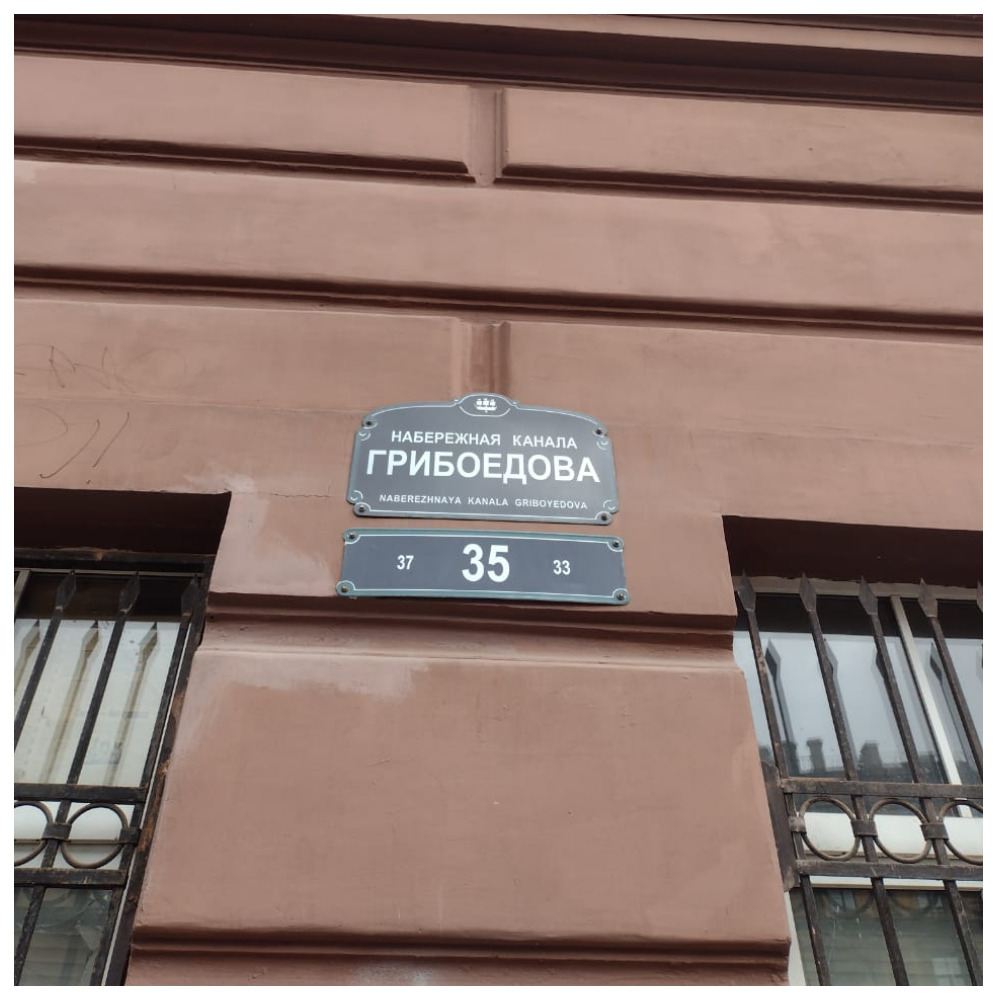 НАБЕРЕЖНАЯ КАНАЛА
ГРИБОЕДОВА
NABEREZHNAYA KANALA GRIBOYEDOVA
37 35 33